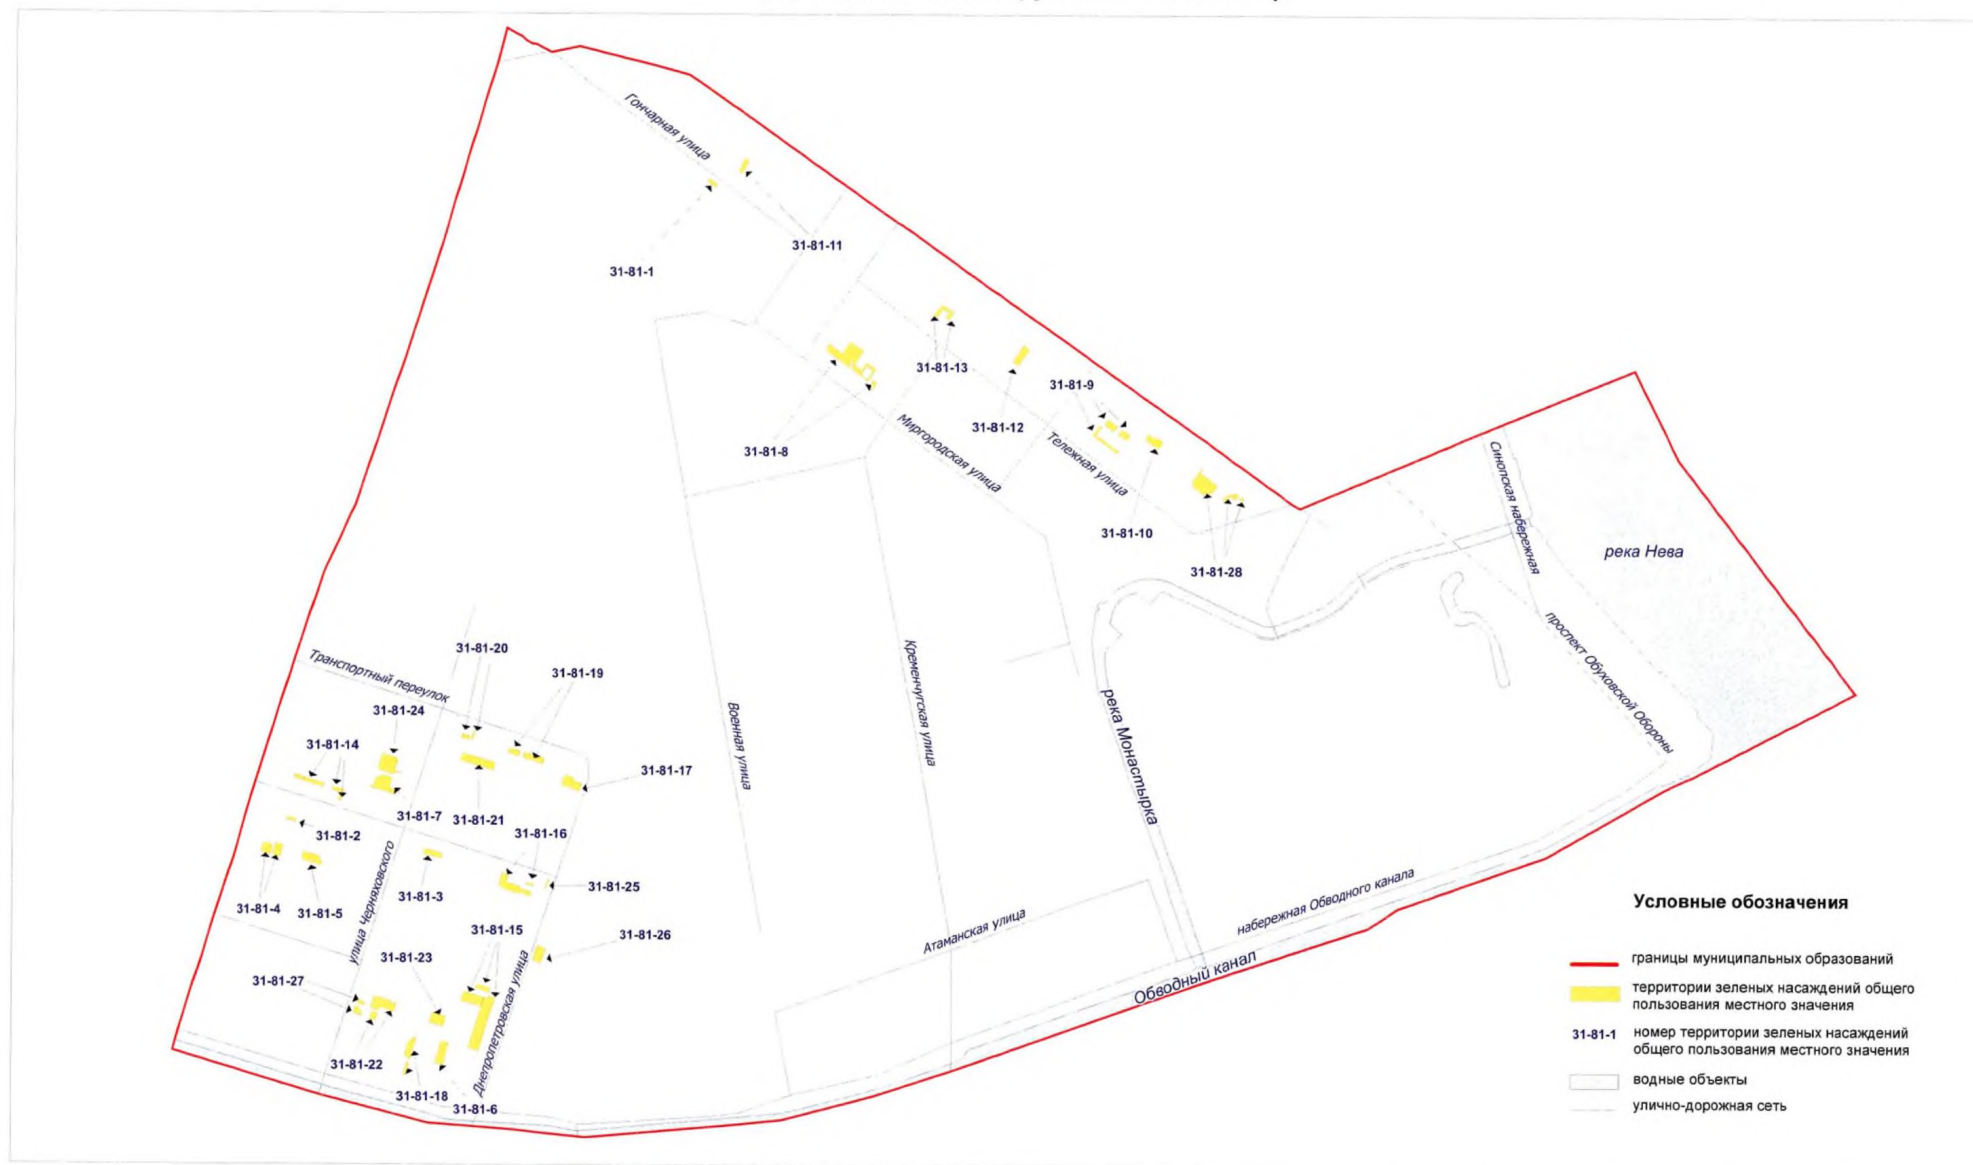 Гончарная улица
31-81-11
31-81-1
31-81-13
31-81-9
31-81-12
31-81-8
Миргородская улица
Тележная улица
31-81-10
31-81-28
Синопская набережная
река Нева
проспект Обуховской Обороны
Транспортный переулок
31-81-20
31-81-19
31-81-24
31-81-14
31-81-17
31-81-7
31-81-21
31-81-16
31-81-2
31-81-3
31-81-25
31-81-4
31-81-5
улица Черняховского
31-81-15
31-81-26
31-81-23
31-81-27
Днепропетровская улица
31-81-22
31-81-18
31-81-6
Военная улица
Кременчугская улица
река Монастырка
Атаманская улица
набережная Обводного канала
Обводный канал
Условные обозначения
границы муниципальных образований
территории зеленых насаждений общего
пользования местного значения
31-81-1 номер территории зеленых насаждений
общего пользования местного значения
водные объекты
улично-дорожная сеть